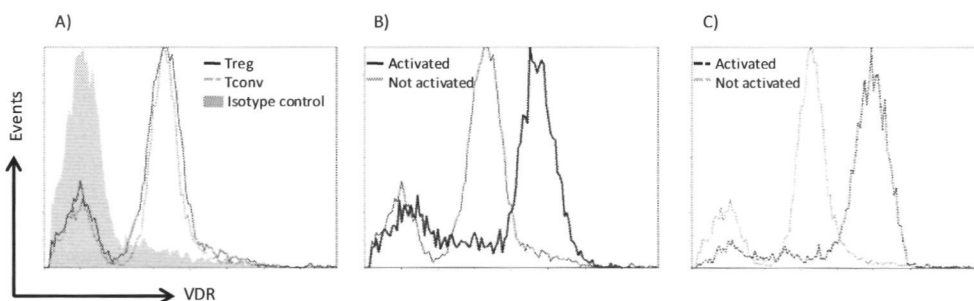 A)
B)
C)
Treg
Tconv
Isotype control
Activated
Not activated
Activated
Not activated
Events
VDR